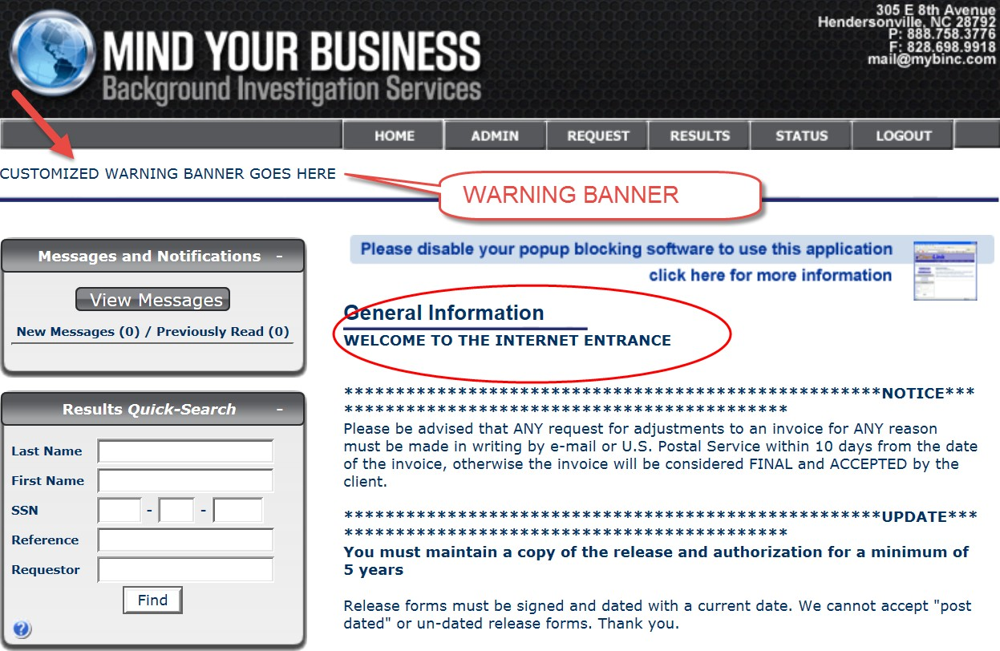 305 E 8th Avenue
Hendersonville, NC 28792
P: 888.758.3776
F: 828.698.9918
mail@mybinc.com
MIND YOUR BUSINESS
Background Investigation Services
HOME ADMIN REQUEST RESULTS STATUS LOGOUT
CUSTOMIZED WARNING BANNER GOES HERE
WARNING BANNER
Messages and Notifications -
View Messages
New Messages (0) / Previously Read (0)
Results Quick-Search -
Last Name
First Name
SSN - -
Reference
Requestor
Find
?
Please disable your popup blocking software to use this application
click here for more information
General Information
WELCOME TO THE INTERNET ENTRANCE
****************************************************NOTICE***
*******************************************
Please be advised that ANY request for adjustments to an invoice for ANY reason
must be made in writing by e-mail or U.S. Postal Service within 10 days from the date
of the invoice, otherwise the invoice will be considered FINAL and ACCEPTED by the
client.
****************************************************UPDATE***
*******************************************
You must maintain a copy of the release and authorization for a minimum of
5 years
Release forms must be signed and dated with a current date. We cannot accept "post
dated" or un-dated release forms. Thank you.